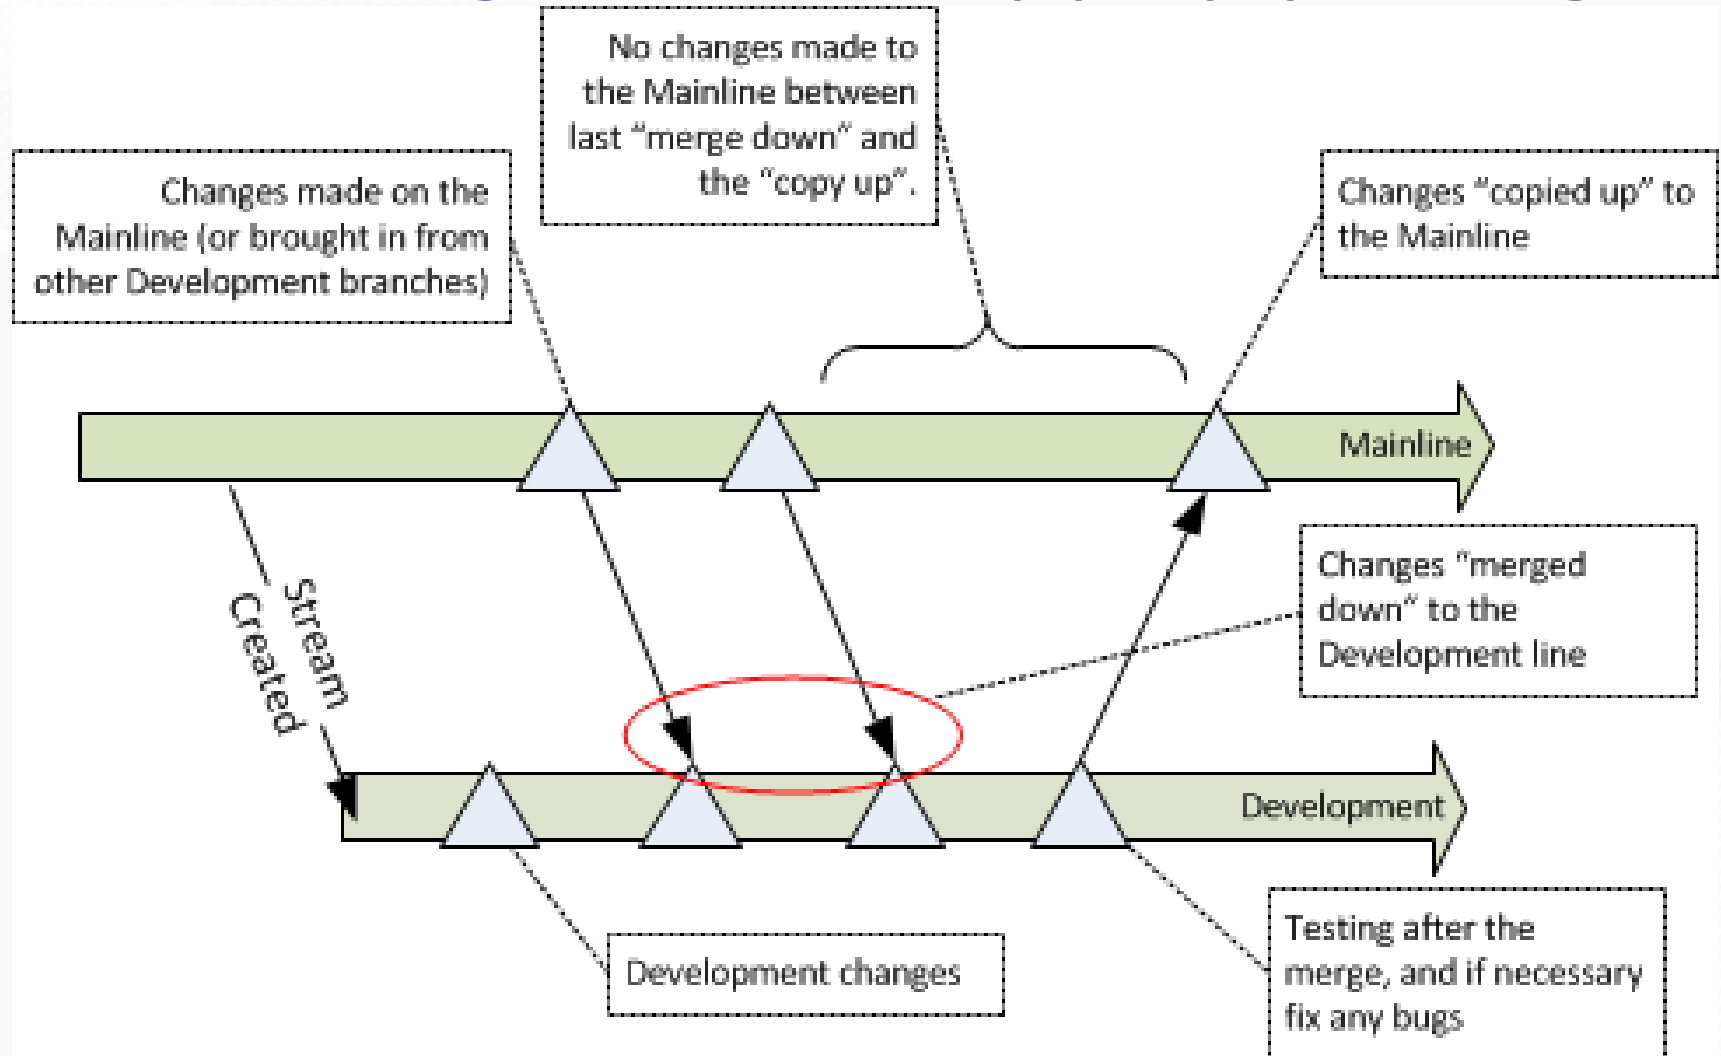 No changes made to
the Mainline between
last “merge down” and
the “copy up”.
Changes made on the
Mainline (or brought in from
other Development branches)
Changes “copied up” to
the Mainline
Mainline
Stream
Created
Changes “merged
down” to the
Development line
Development
Development changes
Testing after the
merge, and if necessary
fix any bugs